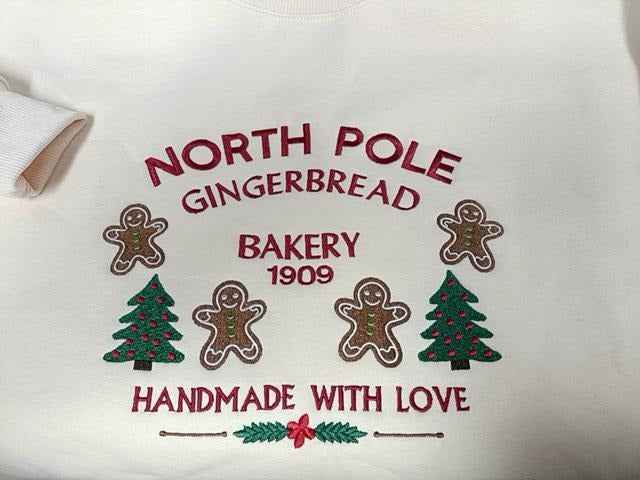 NORTH POLE
GINGERBREAD
BAKERY
1909
HANDMADE WITH LOVE